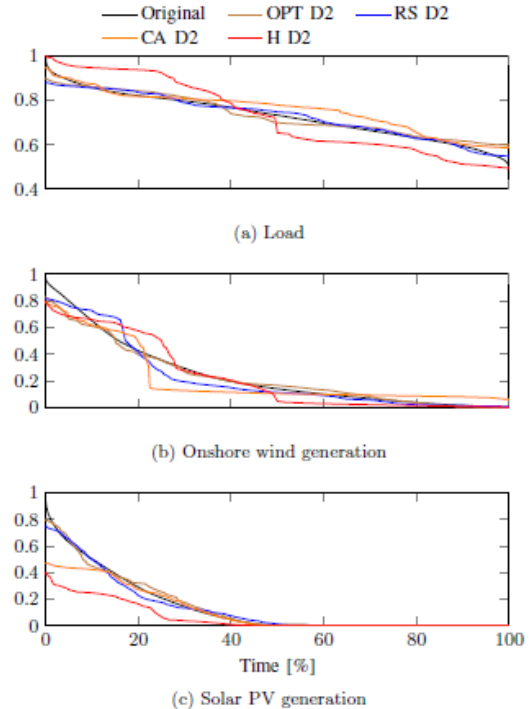 Original OPT D2 RS D2
CA D2 H D2
1
0.8
0.6
0.4
(a) Load
1
0.8
0.6
0.4
0.2
0
(b) Onshore wind generation
1
0.8
0.6
0.4
0.2
0
0 20 40 60 80 100
Time [%]
(c) Solar PV generation